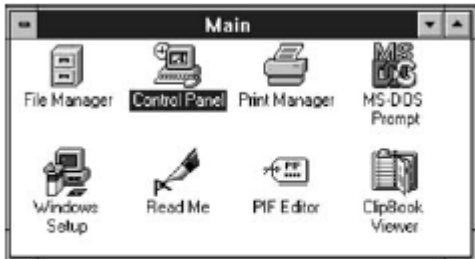 Main
File Manager
Control Panel
Print Manager
MS
DOS
MS-DOS
Prompt
Windows
Setup
Read Me
PIF
PIF Editor
ClipBook
Viewer